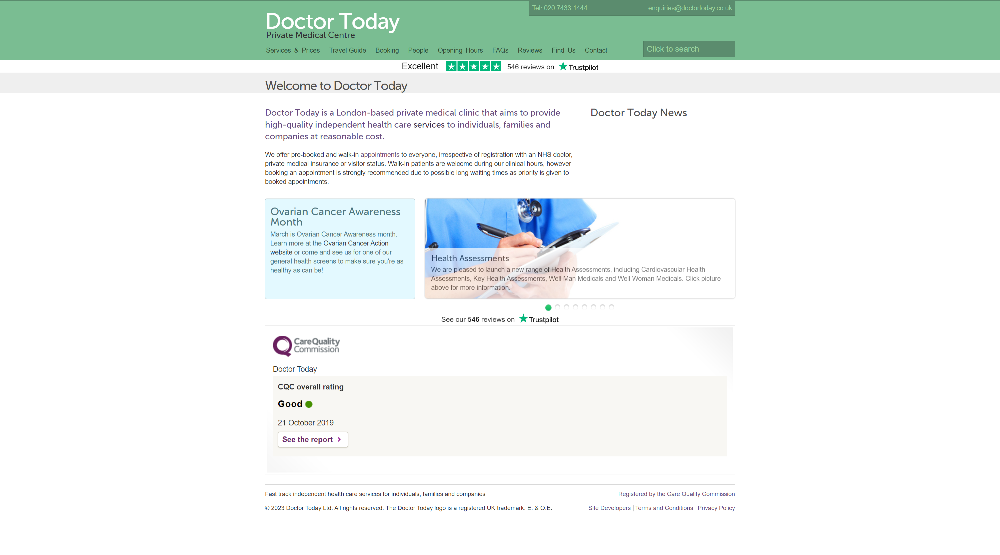 Tel: 020 7433 1444
enquiries@doctortoday.co.uk
Doctor Today
Private Medical Centre
Services & Prices
Travel Guide
Booking
People
Opening Hours
FAQs
Reviews
Find Us
Contact
Click to search
Excellent
546 reviews on
Trustpilot
Welcome to Doctor Today
Doctor Today is a London-based private medical clinic that aims to provide
high-quality independent health care services to individuals, families and
companies at reasonable cost.
Doctor Today News
We offer pre-booked and walk-in appointments to everyone, irrespective of registration with an NHS doctor,
private medical insurance or visitor status. Walk-in patients are welcome during our clinical hours, however
booking an appointment is strongly recommended due to possible long waiting times as priority is given to
booked appointments.
Ovarian Cancer Awareness
Month
March is Ovarian Cancer Awareness month.
Learn more at the Ovarian Cancer Action
website or come and see us for one of our
general health screens to make sure you're as
healthy as can be!
Health Assessments
We are pleased to launch a new range of Health Assessments, including Cardiovascular Health
Assessments, Key Health Assessments, Well Man Medicals and Well Woman Medicals. Click picture
above for more information.
See our 546 reviews on
Trustpilot
CareQuality
Commission
Doctor Today
CQC overall rating
Good
21 October 2019
See the report
Fast track independent health care services for individuals, families and companies
Registered by the Care Quality Commission
© 2023 Doctor Today Ltd. All rights reserved. The Doctor Today logo is a registered UK trademark. E. & O.E.
Site Developers
Terms and Conditions
Privacy Policy